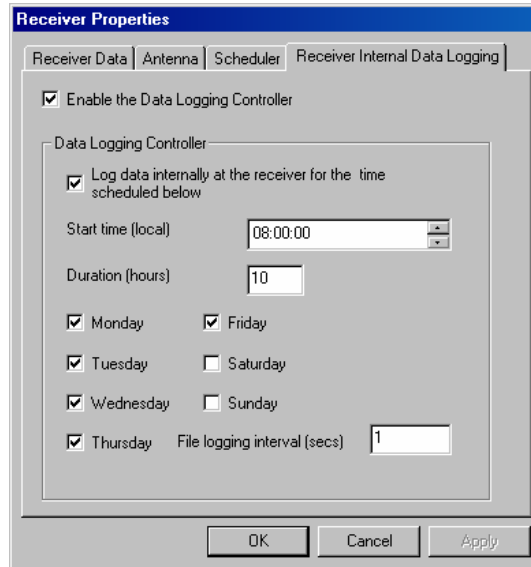 Receiver Properties
Receiver Data Antenna Scheduler Receiver Internal Data Logging
Enable the Data Logging Controller
Data Logging Controller
Log data internally at the receiver for the time
scheduled below
Start time (local) 08:00:00
Duration (hours) 10
Monday Friday
Tuesday Saturday
Wednesday Sunday
Thursday File logging interval (secs) 1
OK Cancel Apply